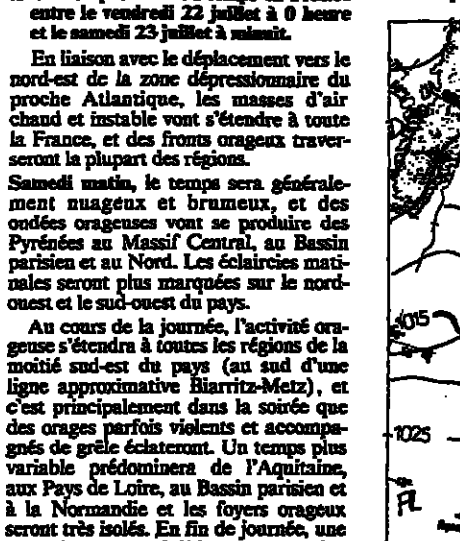 entre le vendredi 22 juillet à 0 heure
et le samedi 23 juillet à minuit.
En liaison avec le déplacement vers le
nord-est de la zone dépressionnaire du
proche Atlantique, les masses d'air
chaud et instable vont s'étendre à toute
la France, et des fronts orageux traver-
seront la plupart des régions.
Samedi matin, le temps sera générale-
ment nuageux et brumeux, et des
ondées orageuses vont se produire des
Pyrénées au Massif Central, au Bassin
parisien et au Nord. Les éclaircies mati-
nales seront plus marquées sur le nord-
ouest et le sud-ouest du pays.
Au cours de la journée, l'activité ora-
geuse s'étendra à toutes les régions de la
moitié sud-est du pays (au sud d'une
ligne approximative Biarritz-Metz), et
c'est principalement dans la soirée que
des orages parfois violents et accompa-
gnés de grêle éclateront. Un temps plus
variable prédominera de l'Aquitaine,
aux Pays de Loire, au Bassin parisien et
à la Normandie et les foyers orageux
seront très isolés. En fin de journée, une
1015
1025